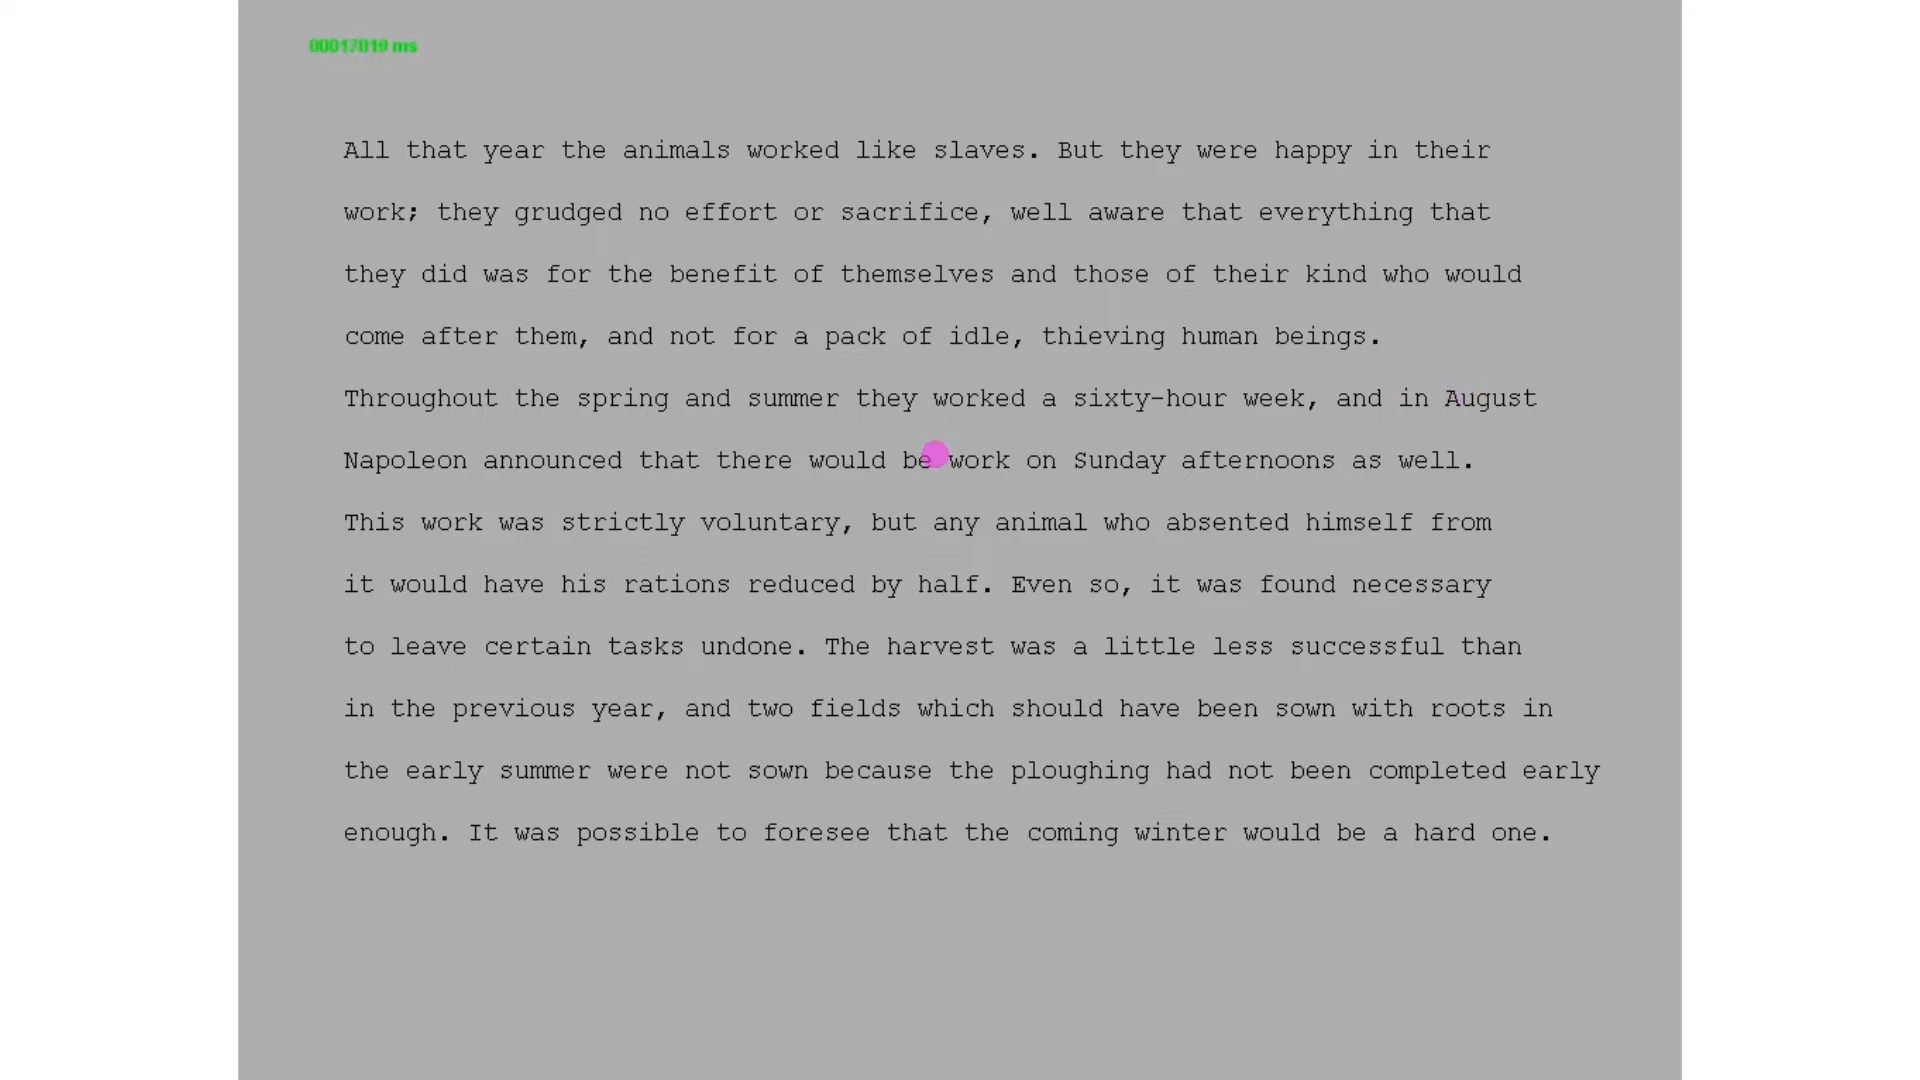 00017019 ms
All that year the animals worked like slaves. But they were happy in their
work; they grudged no effort or sacrifice, well aware that everything that
they did was for the benefit of themselves and those of their kind who would
come after them, and not for a pack of idle, thieving human beings.
Throughout the spring and summer they worked a sixty-hour week, and in August
Napoleon announced that there would be work on Sunday afternoons as well.
This work was strictly voluntary, but any animal who absented himself from
it would have his rations reduced by half. Even so, it was found necessary
to leave certain tasks undone. The harvest was a little less successful than
in the previous year, and two fields which should have been sown with roots in
the early summer were not sown because the ploughing had not been completed early
enough. It was possible to foresee that the coming winter would be a hard one.